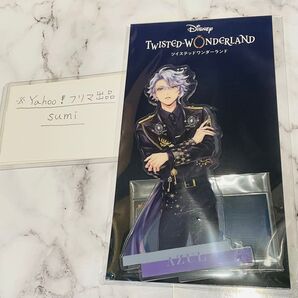 ※ Yahoo!フリマ出品
sumi
Disney
TWISTED-WONDERLAND
ツイステッドワンダーランド
AZUL